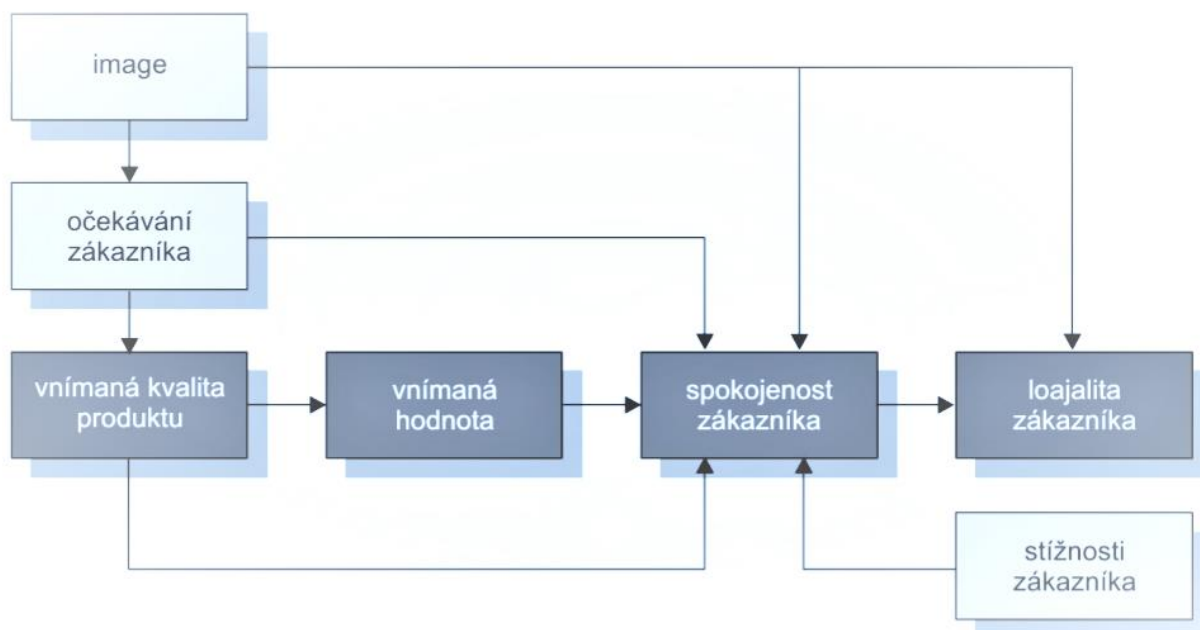 image
očekávání
zákazníka
vnímaná kvalita
produktu
vnímaná
hodnota
spokojenost
zákazníka
loajalita
zákazníka
stížnosti
zákazníka